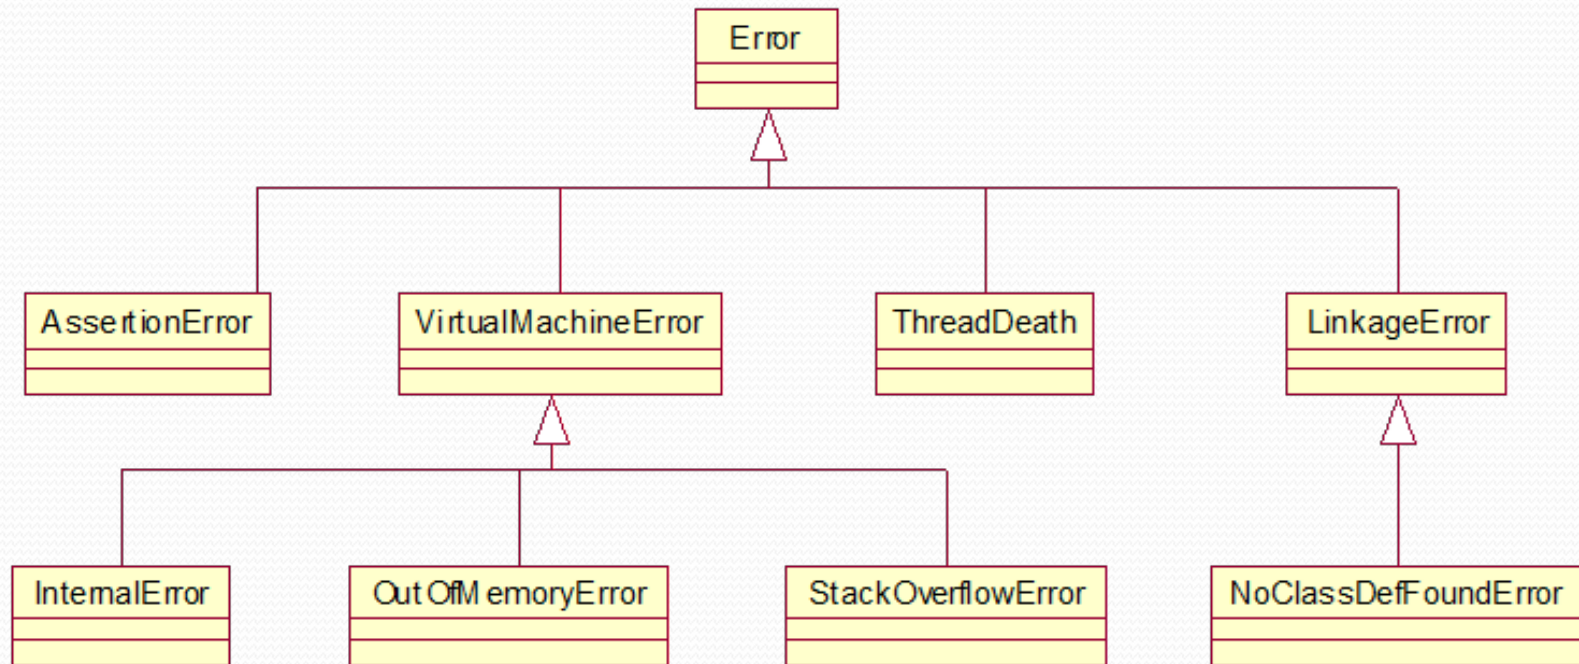 Error
AssertionError
VirtualMachineError
ThreadDeath
LinkageError
InternalError
OutOfMemoryError
StackOverflowError
NoClassDefFoundError